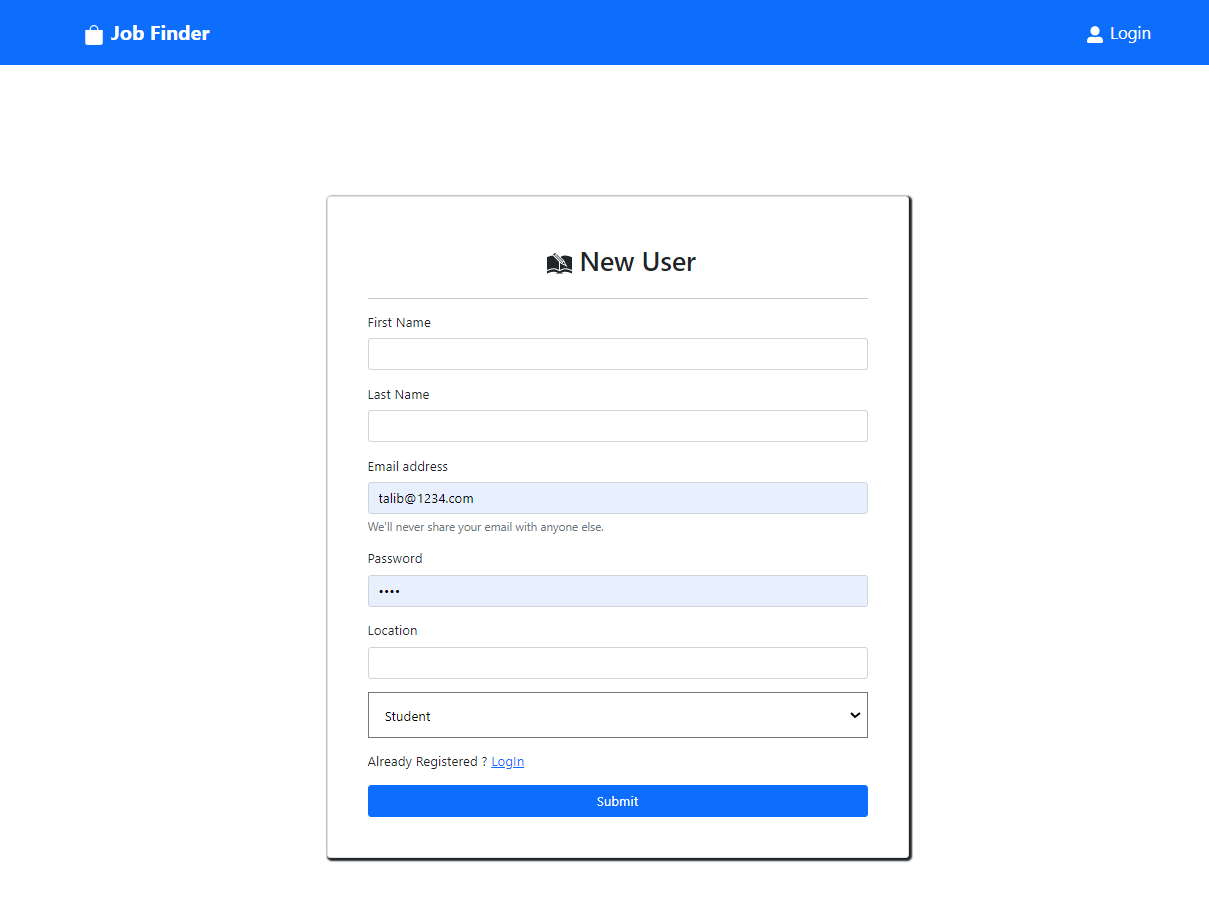 Job Finder
Login
New User
First Name
Last Name
Email address
talib@1234.com
We'll never share your email with anyone else.
Password
••••
Location
Student
Already Registered ? LogIn
Submit